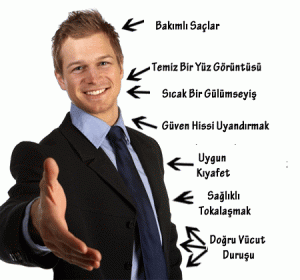 Bakımlı Saçlar
Temiz Bir Yüz Görüntüsü
Sıcak Bir Gülümseyiş
Güven Hissi Uyandırmak
Uygun
Kıyafet
Sağlıklı
Tokalaşmak
Doğru Vücut
Duruşu